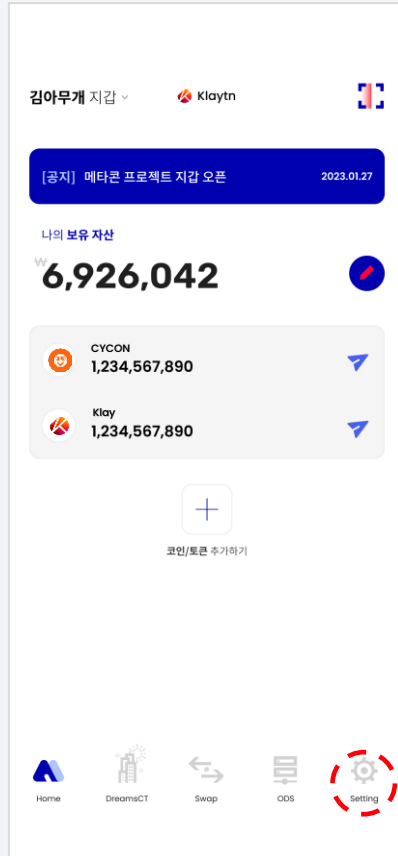 김아무개 지갑
Klaytn
[공지] 메타콘 프로젝트 지갑 오픈 2023.01.27
나의 보유 자산
₩6,926,042
CYCON
1,234,567,890
Klay
1,234,567,890
코인/토큰 추가하기
Home DreamsCT Swap ODS Setting